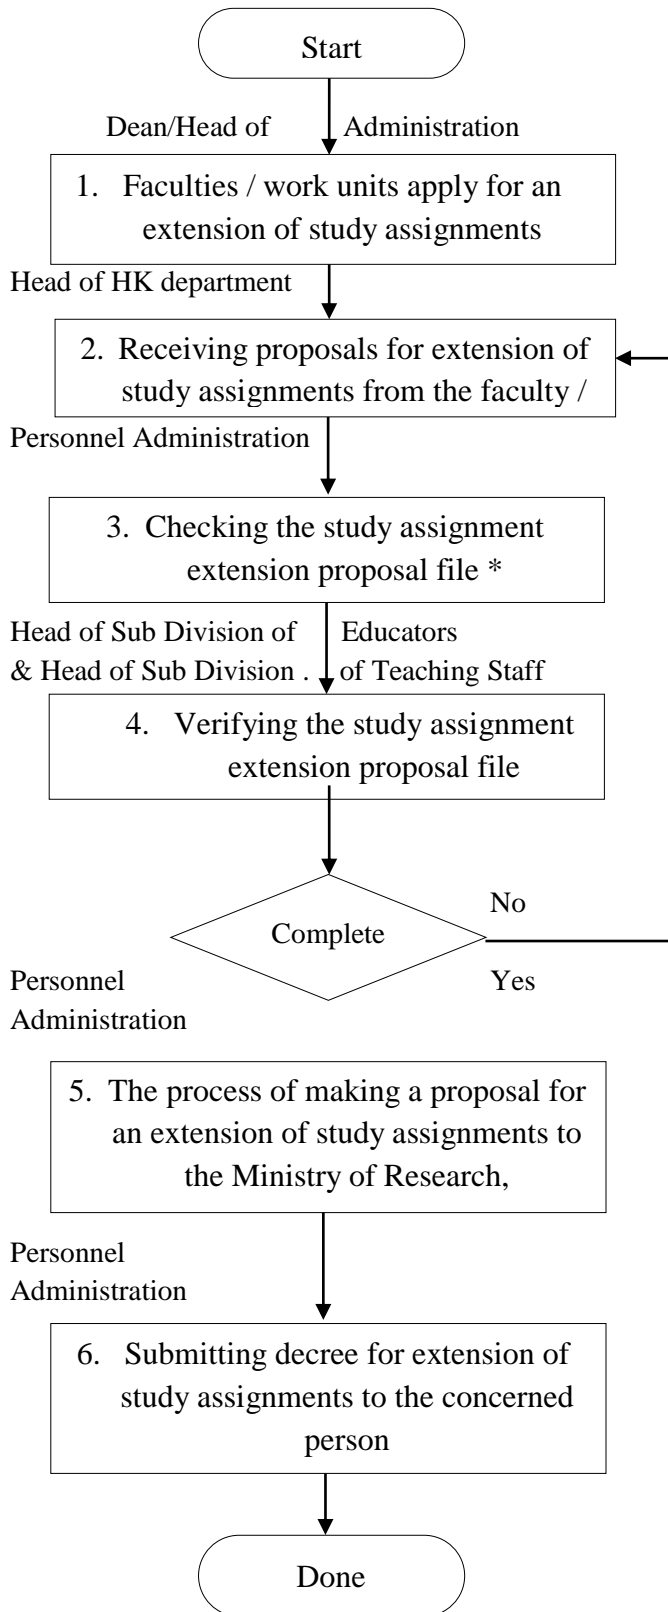 Start
Dean/Head of Administration
1. Faculties / work units apply for an
extension of study assignments
Head of HK department
2. Receiving proposals for extension of
study assignments from the faculty /
Personnel Administration
3. Checking the study assignment
extension proposal file *
Head of Sub Division of Educators
& Head of Sub Division . of Teaching Staff
4. Verifying the study assignment
extension proposal file
Complete
No
Yes
Personnel
Administration
5. The process of making a proposal for
an extension of study assignments to
the Ministry of Research,
Personnel
Administration
6. Submitting decree for extension of
study assignments to the concerned
person
Done